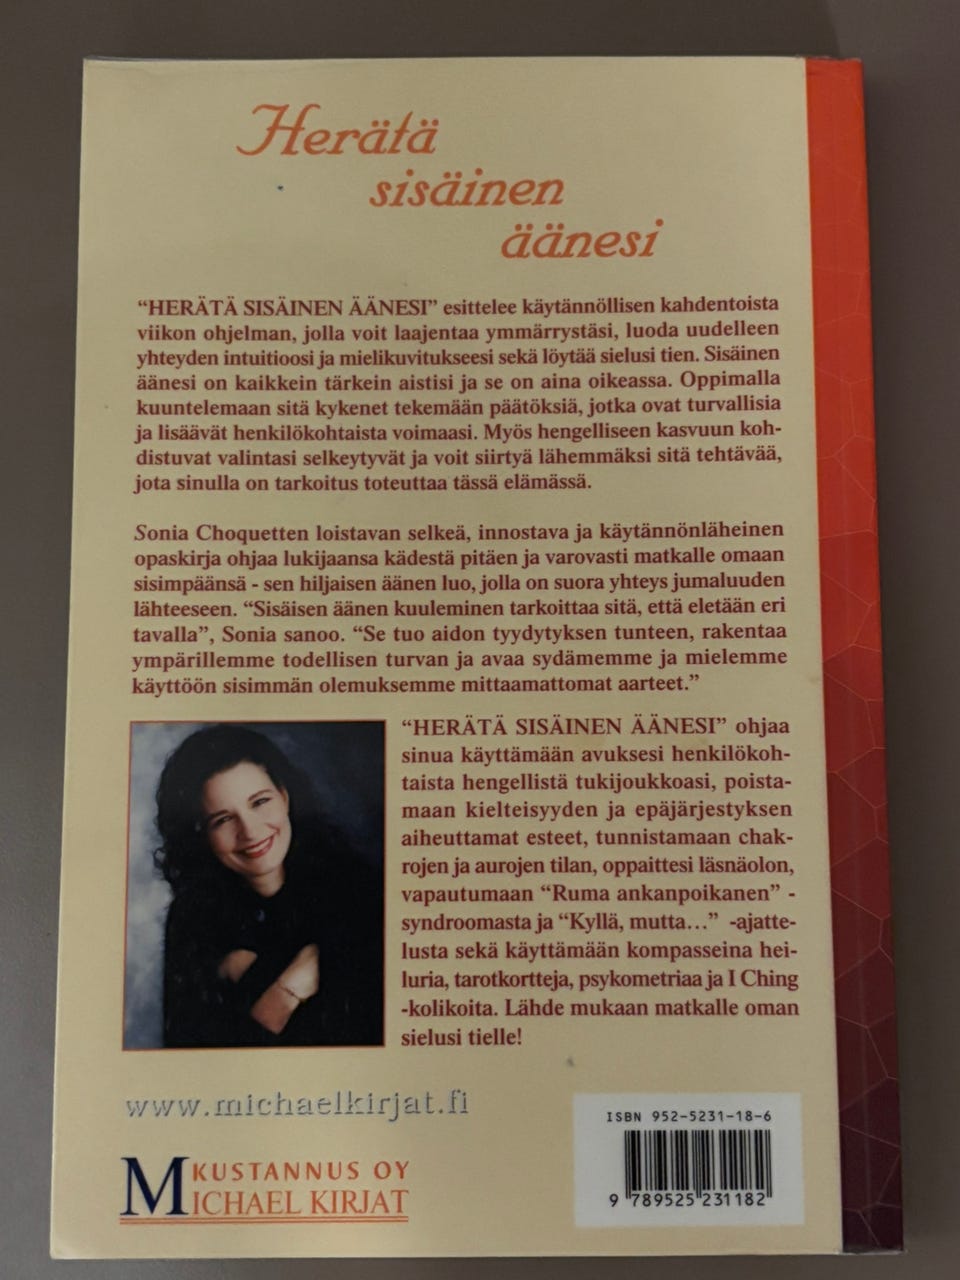 Herätä
sisäinen
äänesi
“HERÄTÄ SISÄINEN ÄÄNESI” esittelee käytännöllisen kahdentoista
viikon ohjelman, jolla voit laajentaa ymmärrystäsi, luoda uudelleen
yhteyden intuitioosi ja mielikuvitukseesi sekä löytää sielusi tien. Sisäinen
äänesi on kaikkein tärkein aistisi ja se on aina oikeassa. Oppimalla
kuuntelemaan sitä kykenet tekemään päätöksiä, jotka ovat turvallisia
ja lisäävät henkilökohtaista voimaasi. Myös hengelliseen kasvuun koh-
distuvat valintasi selkeytyvät ja voit siirtyä lähemmäksi sitä tehtävää,
jota sinulla on tarkoitus toteuttaa tässä elämässä.
Sonia Choquetten loistavan selkeä, innostava ja käytännönläheinen
opaskirja ohjaa lukijaansa kädestä pitäen ja varovasti matkalle omaan
sisimpäänsä - sen hiljaisen äänen luo, jolla on suora yhteys jumaluuden
lähteeseen. “Sisäisen äänen kuuleminen tarkoittaa sitä, että eletään eri
tavalla”, Sonia sanoo. “Se tuo aidon tyydytyksen tunteen, rakentaa
ympärillemme todellisen turvan ja avaa sydämemme ja mielemme
käyttöön sisimmän olemuksemme mittaamattomat aarteet.”
“HERÄTÄ SISÄINEN ÄÄNESI” ohjaa
sinua käyttämään avuksesi henkilökoh-
taista hengellistä tukijoukkoasi, poista-
maan kielteisyyden ja epäjärjestyksen
aiheuttamat esteet, tunnistamaan chak-
rojen ja aurojen tilan, oppaittesi läsnäolon,
vapautumaan “Ruma ankanpoikanen” -
syndroomasta ja “Kyllä, mutta…” -ajatte-
lusta sekä käyttämään kompasseina hei-
luria, tarotkortteja, psykometriaa ja I Ching
-kolikoita. Lähde mukaan matkalle oman
sielusi tielle!
www.michaelkirjat.fi
KUSTANNUS OY
MICHAEL KIRJAT
ISBN 952-5231-18-6
9 789525 231182